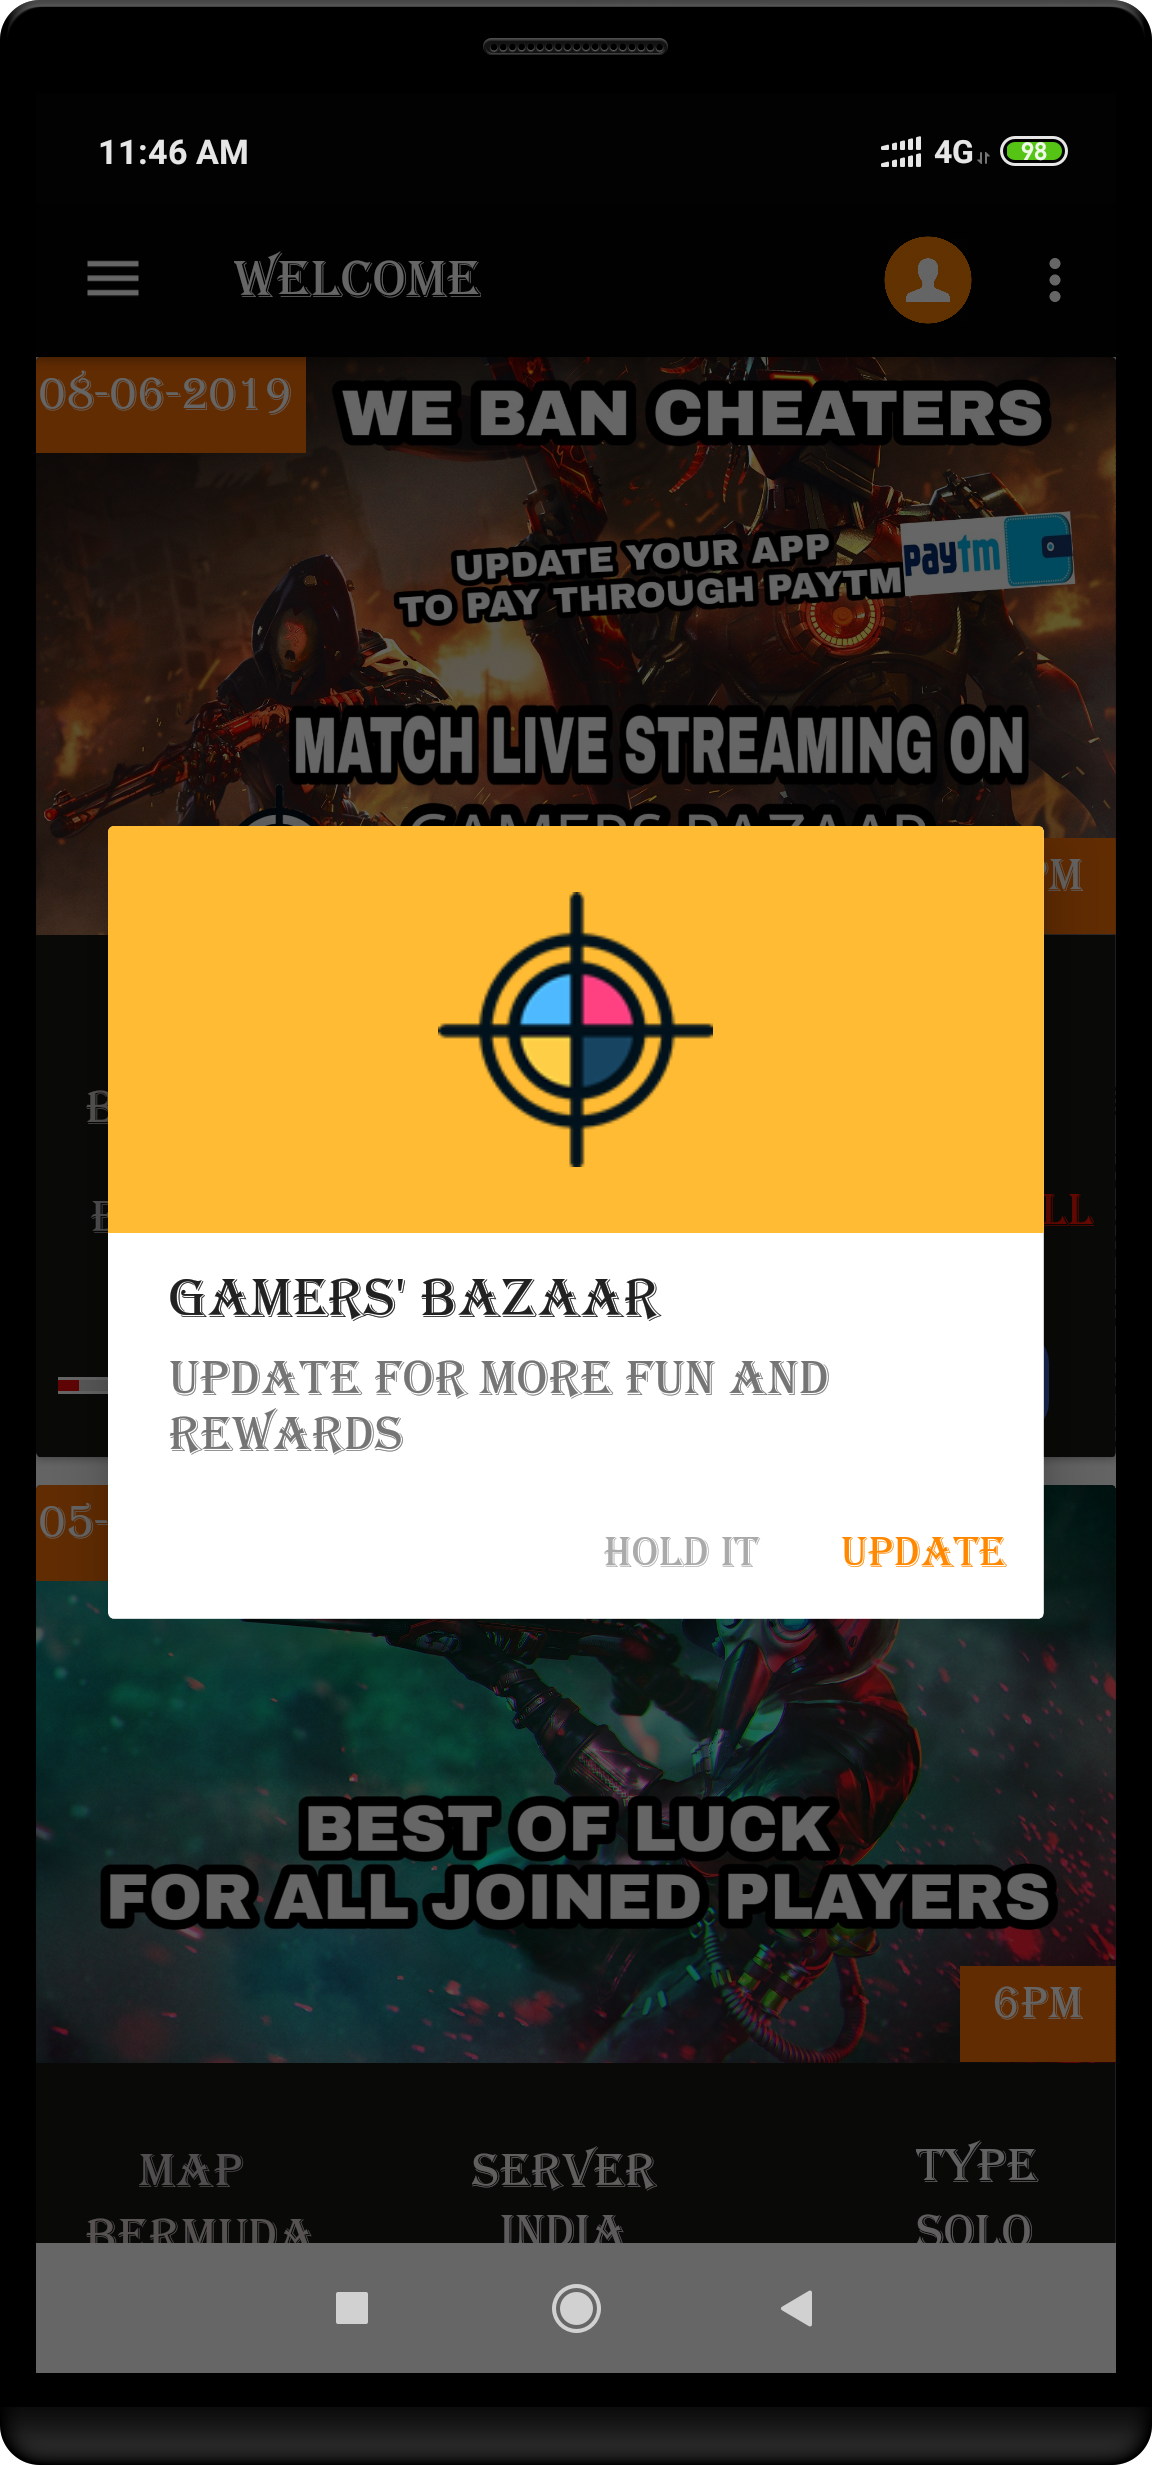 11:46 AM
4G
98
WELCOME
08-06-2019
WE BAN CHEATERS
UPDATE YOUR APP
TO PAY THROUGH PAYTM
paytm
MATCH LIVE STREAMING ON
GAMERS BAZAAR
PM
GAMERS' BAZAAR
UPDATE FOR MORE FUN AND
REWARDS
HOLD IT
UPDATE
05-
BEST OF LUCK
FOR ALL JOINED PLAYERS
6PM
MAP
SERVER
TYPE
BERMUDA
INDIA
SOLO